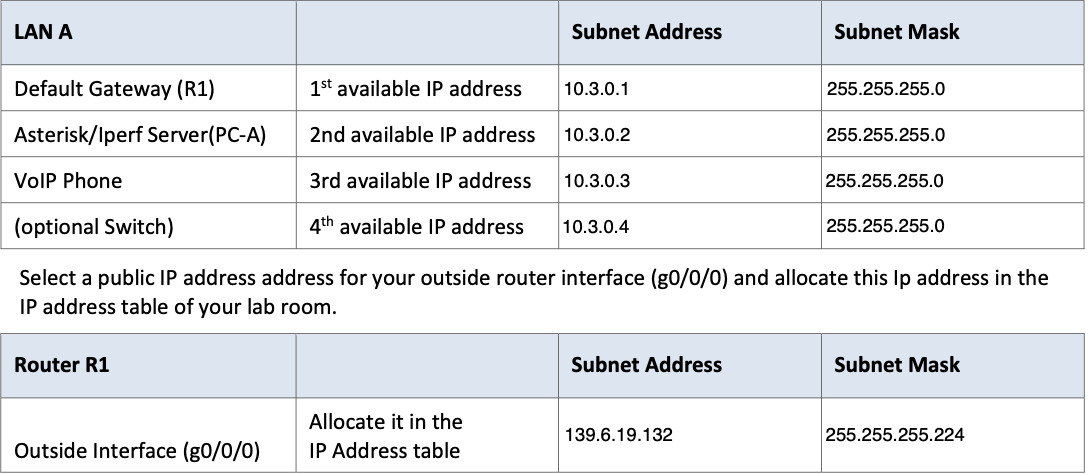 LAN A Subnet Address Subnet Mask
Default Gateway (R1) 1st available IP address 10.3.0.1 255.255.255.0
Asterisk/Iperf Server(PC-A) 2nd available IP address 10.3.0.2 255.255.255.0
VoIP Phone 3rd available IP address 10.3.0.3 255.255.255.0
(optional Switch) 4th available IP address 10.3.0.4 255.255.255.0
Select a public IP address address for your outside router interface (g0/0/0) and allocate this Ip address in the
IP address table of your lab room.
Router R1 Subnet Address Subnet Mask
Allocate it in the
Outside Interface (g0/0/0) IP Address table 139.6.19.132 255.255.255.224